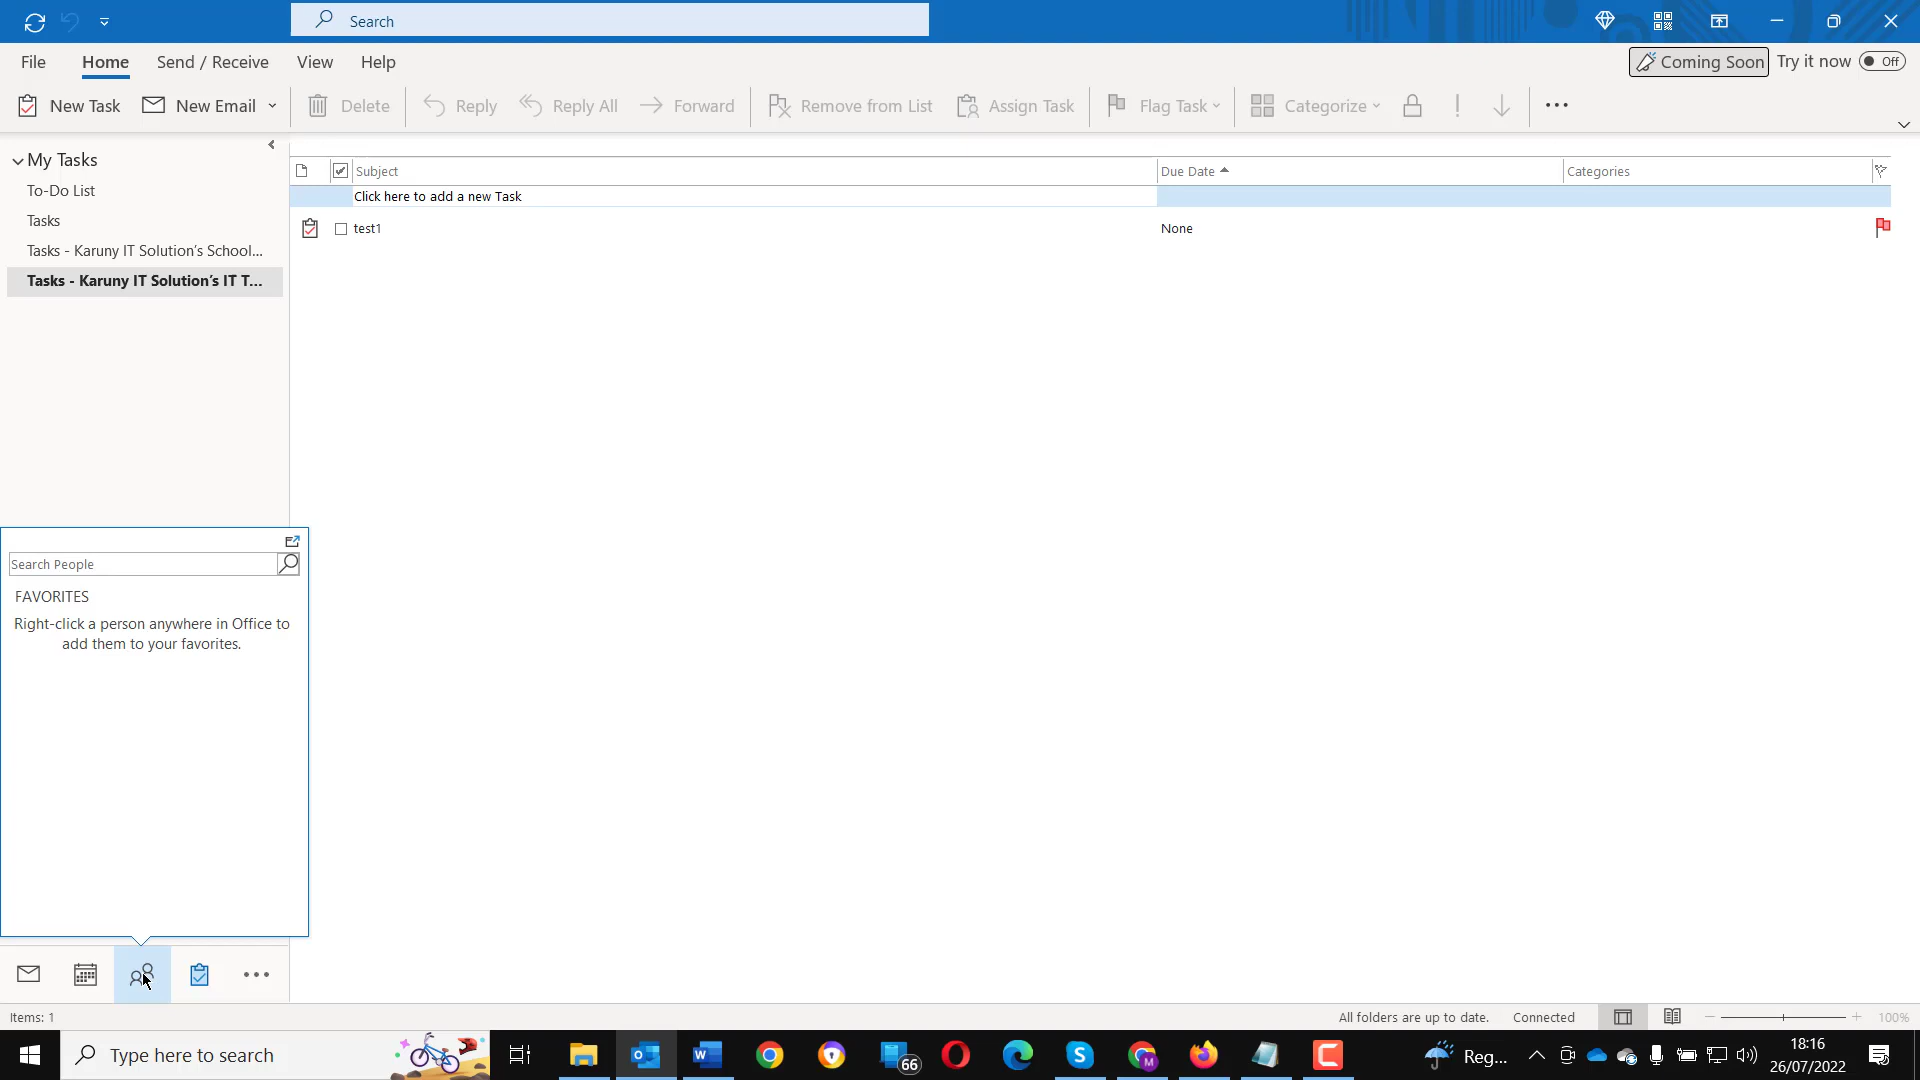 Search
File Home Send / Receive View Help
Coming Soon Try it now Off
New Task New Email Delete Reply Reply All Forward Remove from List Assign Task Flag Task Categorize ! ...
My Tasks
To-Do List
Tasks
Tasks - Karuny IT Solution's School...
Tasks - Karuny IT Solution's IT T...
Subject Due Date Categories
Click here to add a new Task
test1 None
Search People
FAVORITES
Right-click a person anywhere in Office to
add them to your favorites.
Items: 1
All folders are up to date. Connected 100%
Type here to search
66
M
Reg...
18:16
26/07/2022